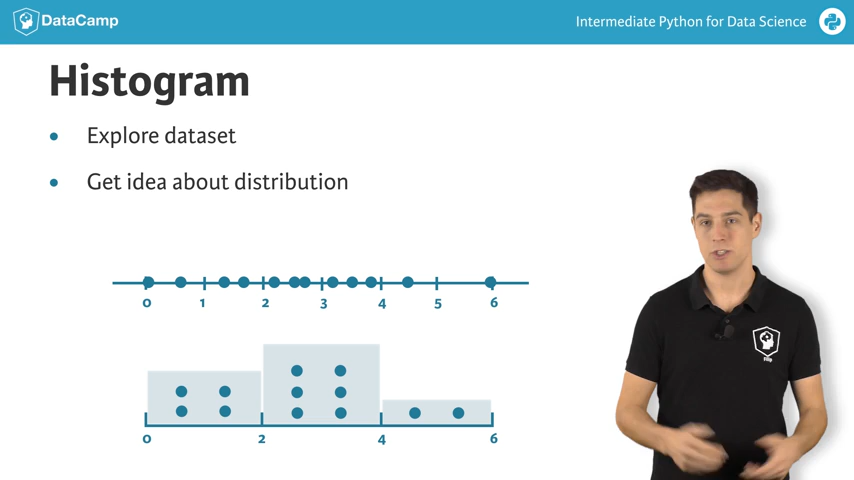 DataCamp
Intermediate Python for Data Science
Histogram
Explore dataset
Get idea about distribution
0 1 2 3 4 5 6
0 2 4 6
Filip